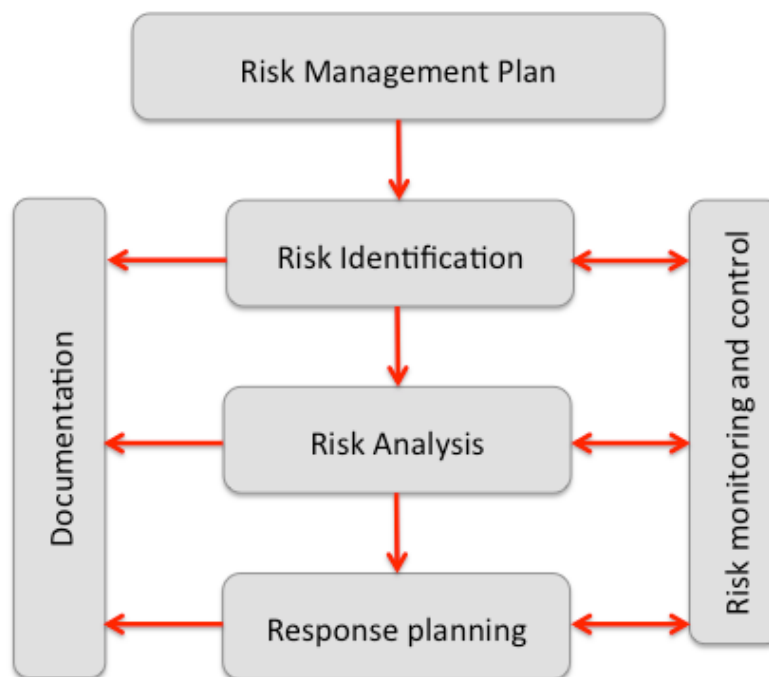 Risk Management Plan
Risk Identification
Documentation
Risk monitoring and control
Risk Analysis
Response planning